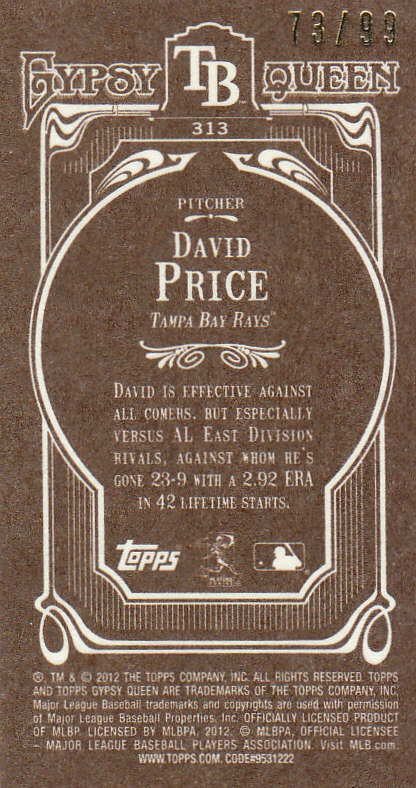 73/99
GYPSY TB QUEEN
313
PITCHER
DAVID
PRICE
TAMPA BAY RAYS™
DAVID IS EFFECTIVE AGAINST
ALL COMERS, BUT ESPECIALLY
VERSUS AL EAST DIVISION
RIVALS, AGAINST WHOM HE'S
GONE 23-9 WITH A 2.92 ERA
IN 42 LIFETIME STARTS.
topps
®, TM & © 2012 THE TOPPS COMPANY, INC. ALL RIGHTS RESERVED. TOPPS
AND TOPPS GYPSY QUEEN ARE TRADEMARKS OF THE TOPPS COMPANY, INC.
Major League Baseball trademarks and copyrights are used with permission
of Major League Baseball Properties, Inc. OFFICIALLY LICENSED PRODUCT
OF MLBP. LICENSED BY MLBPA, 2012. © MLBPA, OFFICIAL LICENSEE
– MAJOR LEAGUE BASEBALL PLAYERS ASSOCIATION. Visit MLB.com.
WWW.TOPPS.COM. CODE#9531222